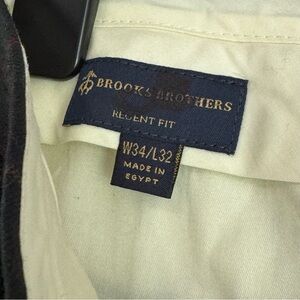 BROOKS BROTHERS
REGENT FIT
W34/L32
MADE IN
EGYPT